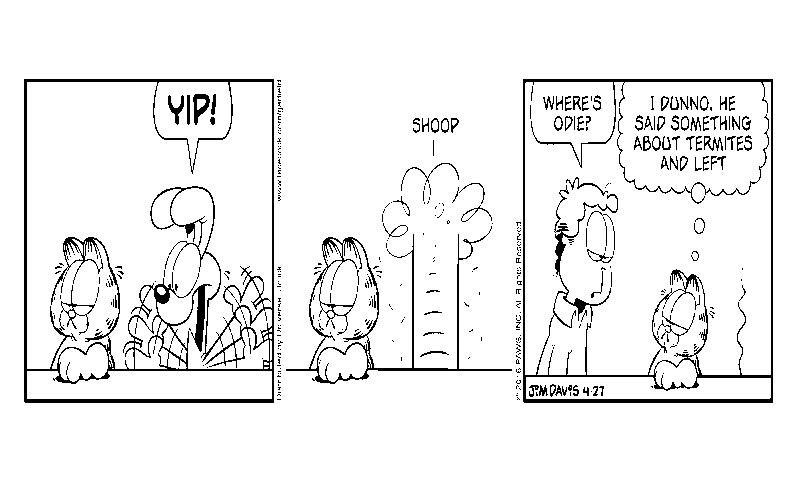 YIP!
SHOOP
WHERE'S
ODIE?
I DUNNO. HE
SAID SOMETHING
ABOUT TERMITES
AND LEFT
JIM DAVIS 4-27